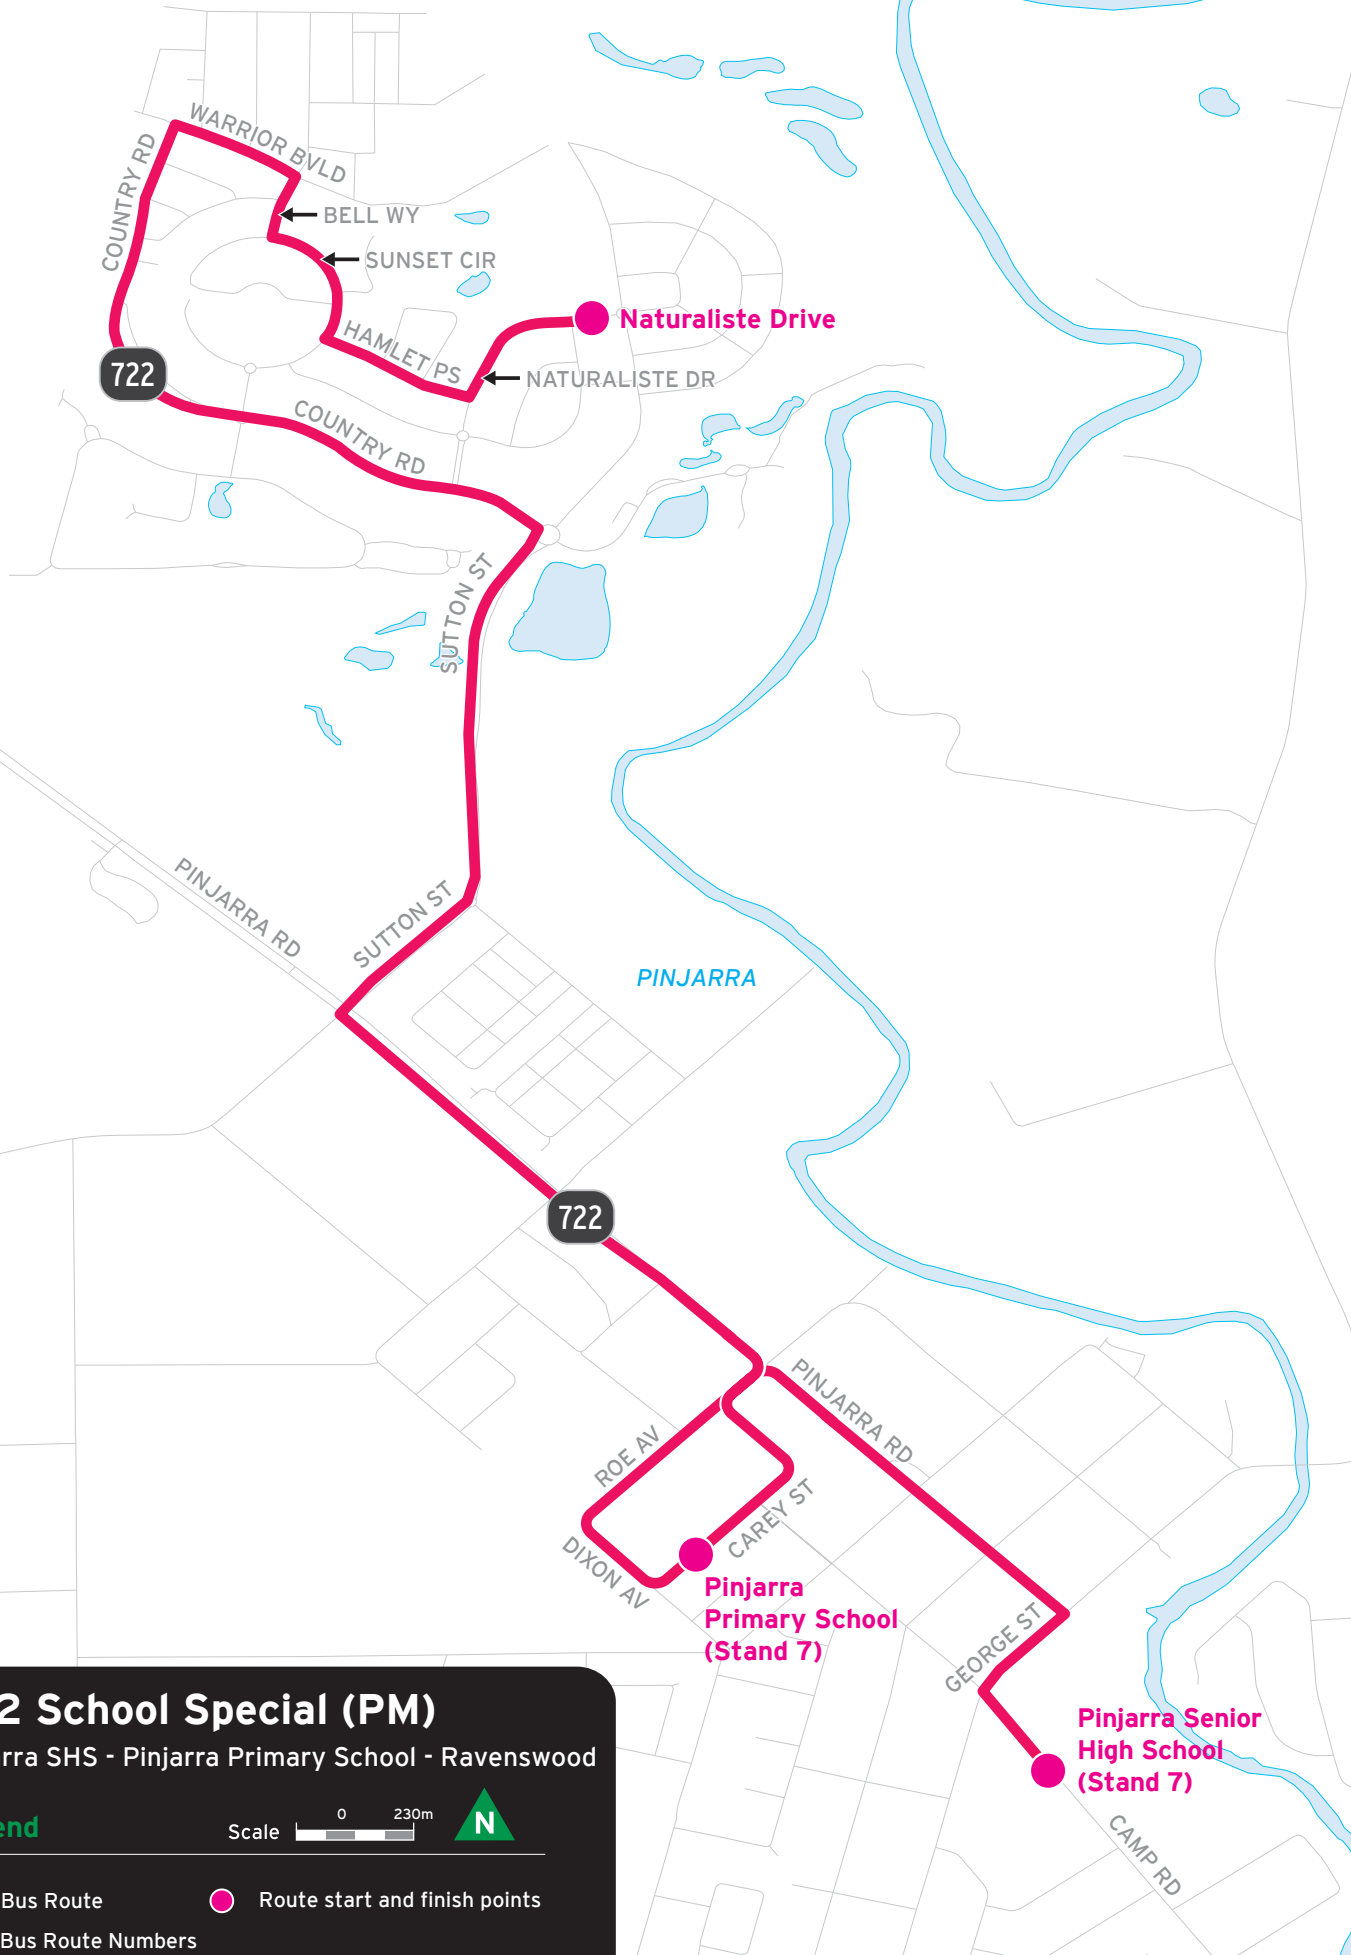 WARRIOR BVLD
COUNTRY RD
BELL WY
SUNSET CIR
Naturaliste Drive
HAMLET PS
722
NATURALISTE DR
COUNTRY RD
SUTTON ST
PINJARRA RD
SUTTON ST
PINJARRA
722
PINJARRA RD
ROE AV
CAREY ST
DIXON AV
Pinjarra
Primary School
(Stand 7)
GEORGE ST
Pinjarra Senior
High School
(Stand 7)
CAMP RD
2 School Special (PM)
rra SHS - Pinjarra Primary School - Ravenswood
end
Scale
0 230m
N
Bus Route
Route start and finish points
Bus Route Numbers